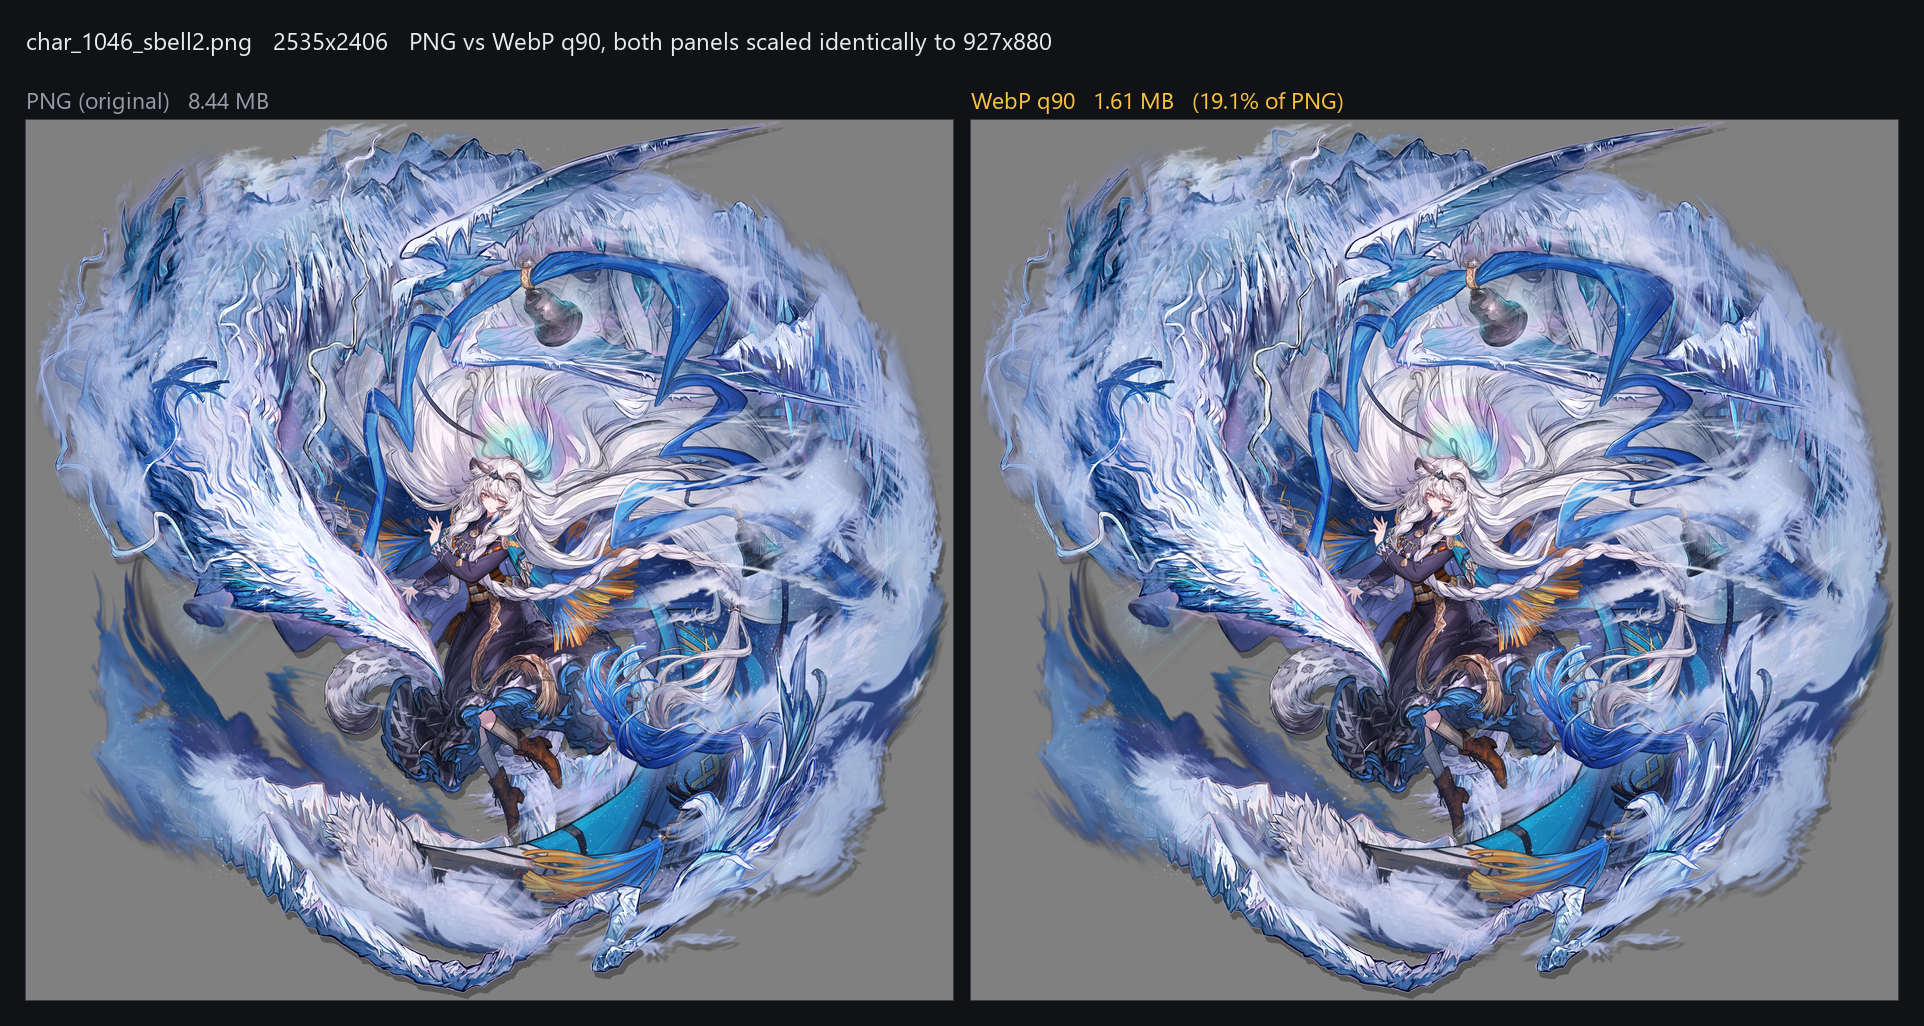 char_1046_sbell2.png   2535x2406   PNG vs WebP q90, both panels scaled identically to 927x880
PNG (original)   8.44 MB
WebP q90   1.61 MB   (19.1% of PNG)